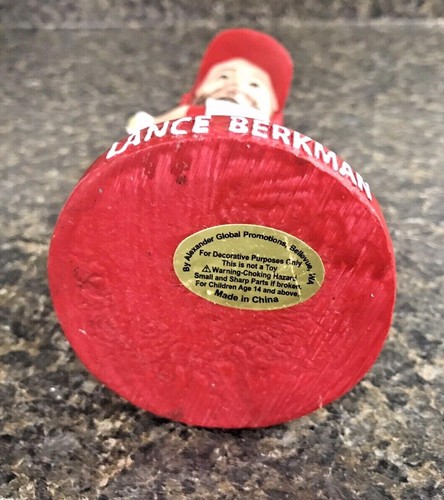 LANCE BERKMAN
By Alexander Global Promotions, Bellevue, WA
For Decorative Purposes Only
This is not a Toy
⚠Warning-Choking Hazard,
Small and Sharp Parts if broken.
For Children Age 14 and above.
Made in China